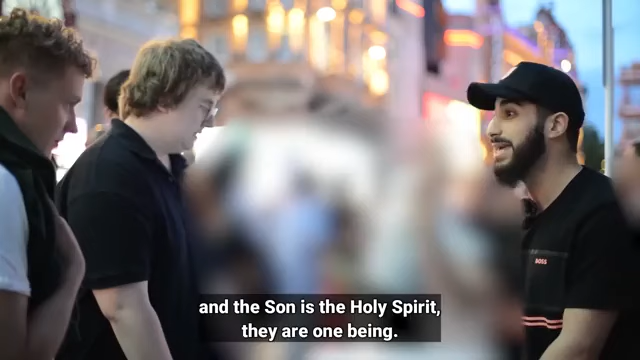 and the Son is the Holy Spirit,
they are one being.
BOSS